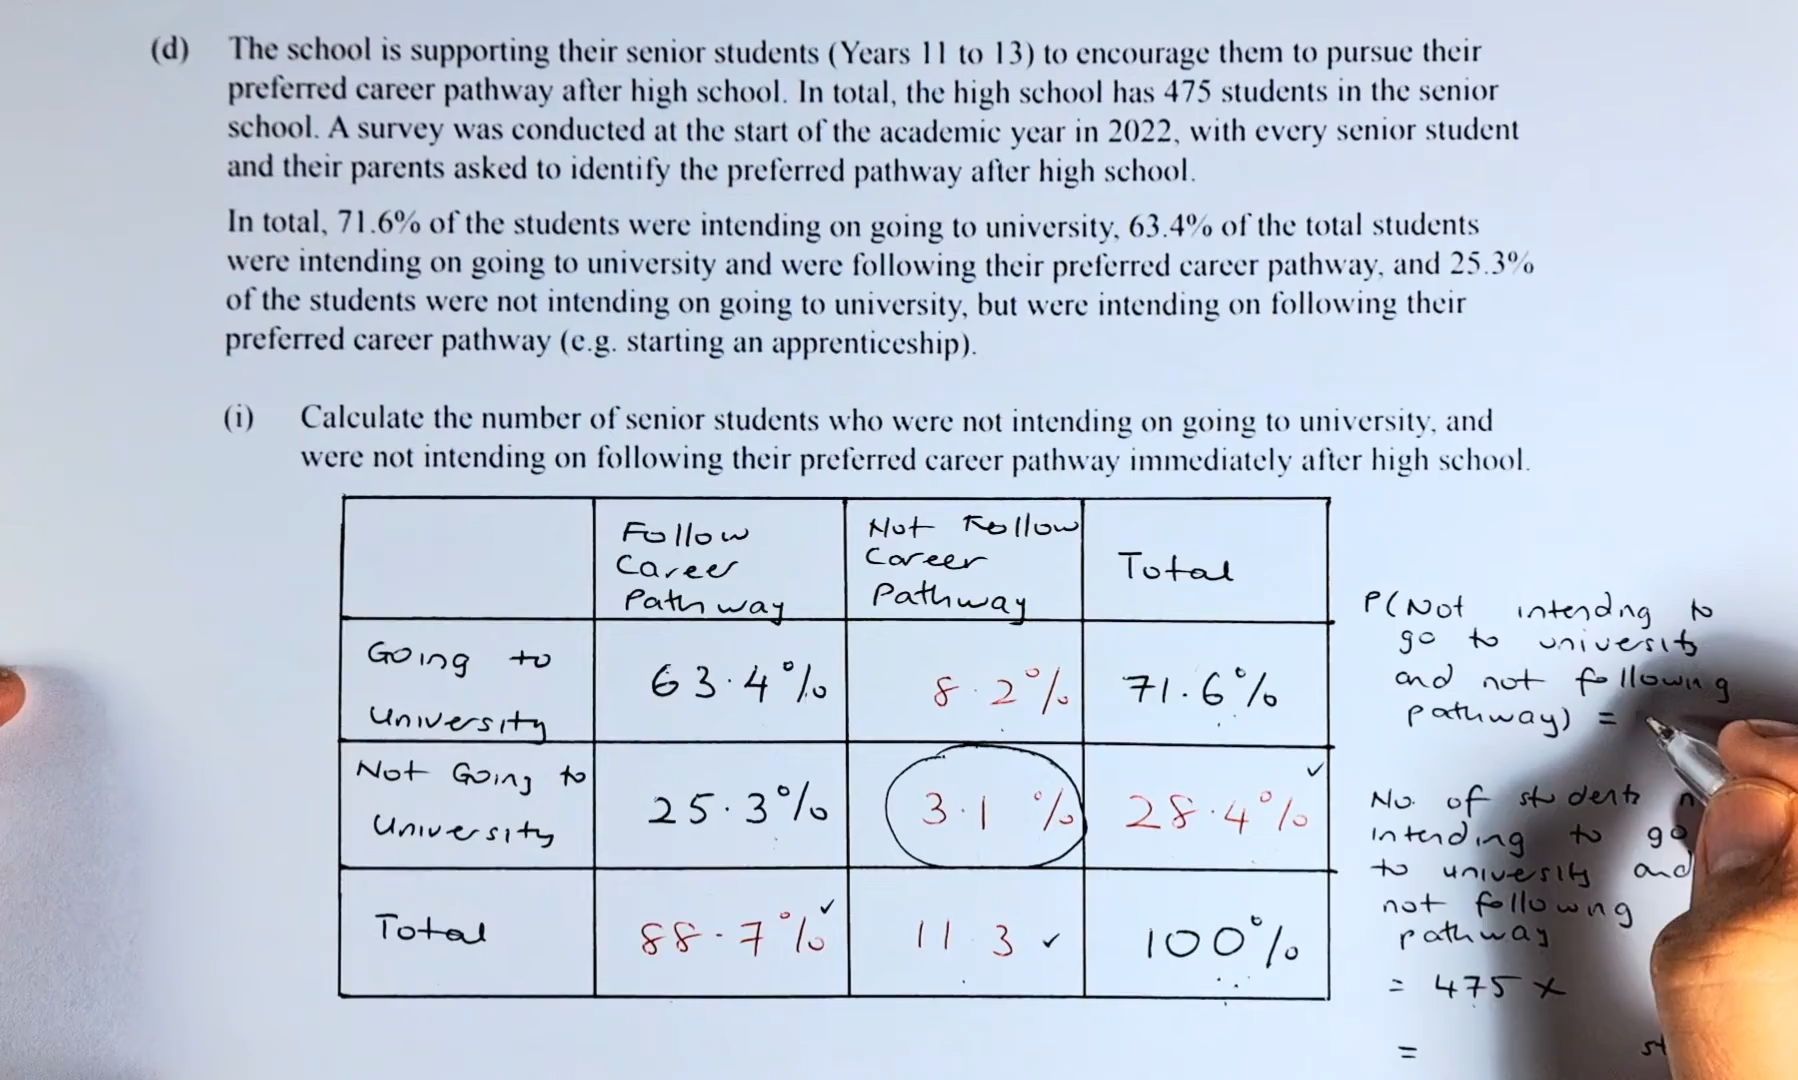 (d) The school is supporting their senior students (Years 11 to 13) to encourage them to pursue their
preferred career pathway after high school. In total, the high school has 475 students in the senior
school. A survey was conducted at the start of the academic year in 2022, with every senior student
and their parents asked to identify the preferred pathway after high school.
In total, 71.6% of the students were intending on going to university, 63.4% of the total students
were intending on going to university and were following their preferred career pathway, and 25.3%
of the students were not intending on going to university, but were intending on following their
preferred career pathway (e.g. starting an apprenticeship).
(i) Calculate the number of senior students who were not intending on going to university, and
were not intending on following their preferred career pathway immediately after high school.
Follow
Career
Pathway
Not Follow
Career
Pathway
Total
Going to
University
63.4%
8.2%
71.6%
Not Going to
University
25.3%
3.1 %
28.4% ✓
Total
88.7% ✓
11.3 ✓
100%
P(Not intendng to
go to university
and not following
pathway) =
No. of students n
intending to go
to university and
not following
pathway
= 475 ×
= st